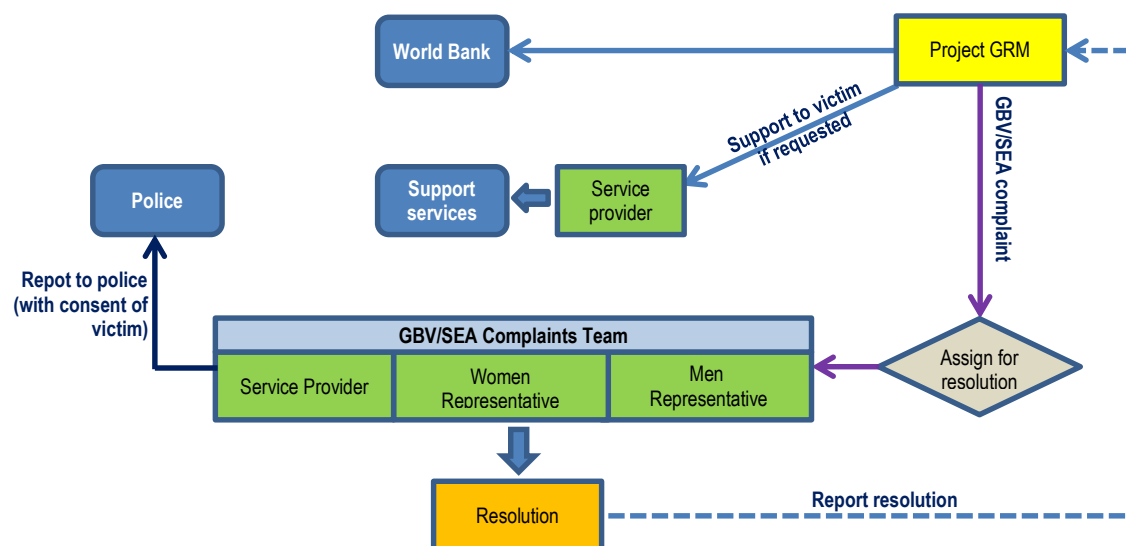 World Bank
Project GRM
Support to victim
if requested
GBV/SEA complaint
Police
Support
services
Service
provider
Repot to police
(with consent of
victim)
GBV/SEA Complaints Team
Service Provider
Women
Representative
Men
Representative
Assign for
resolution
Resolution
Report resolution